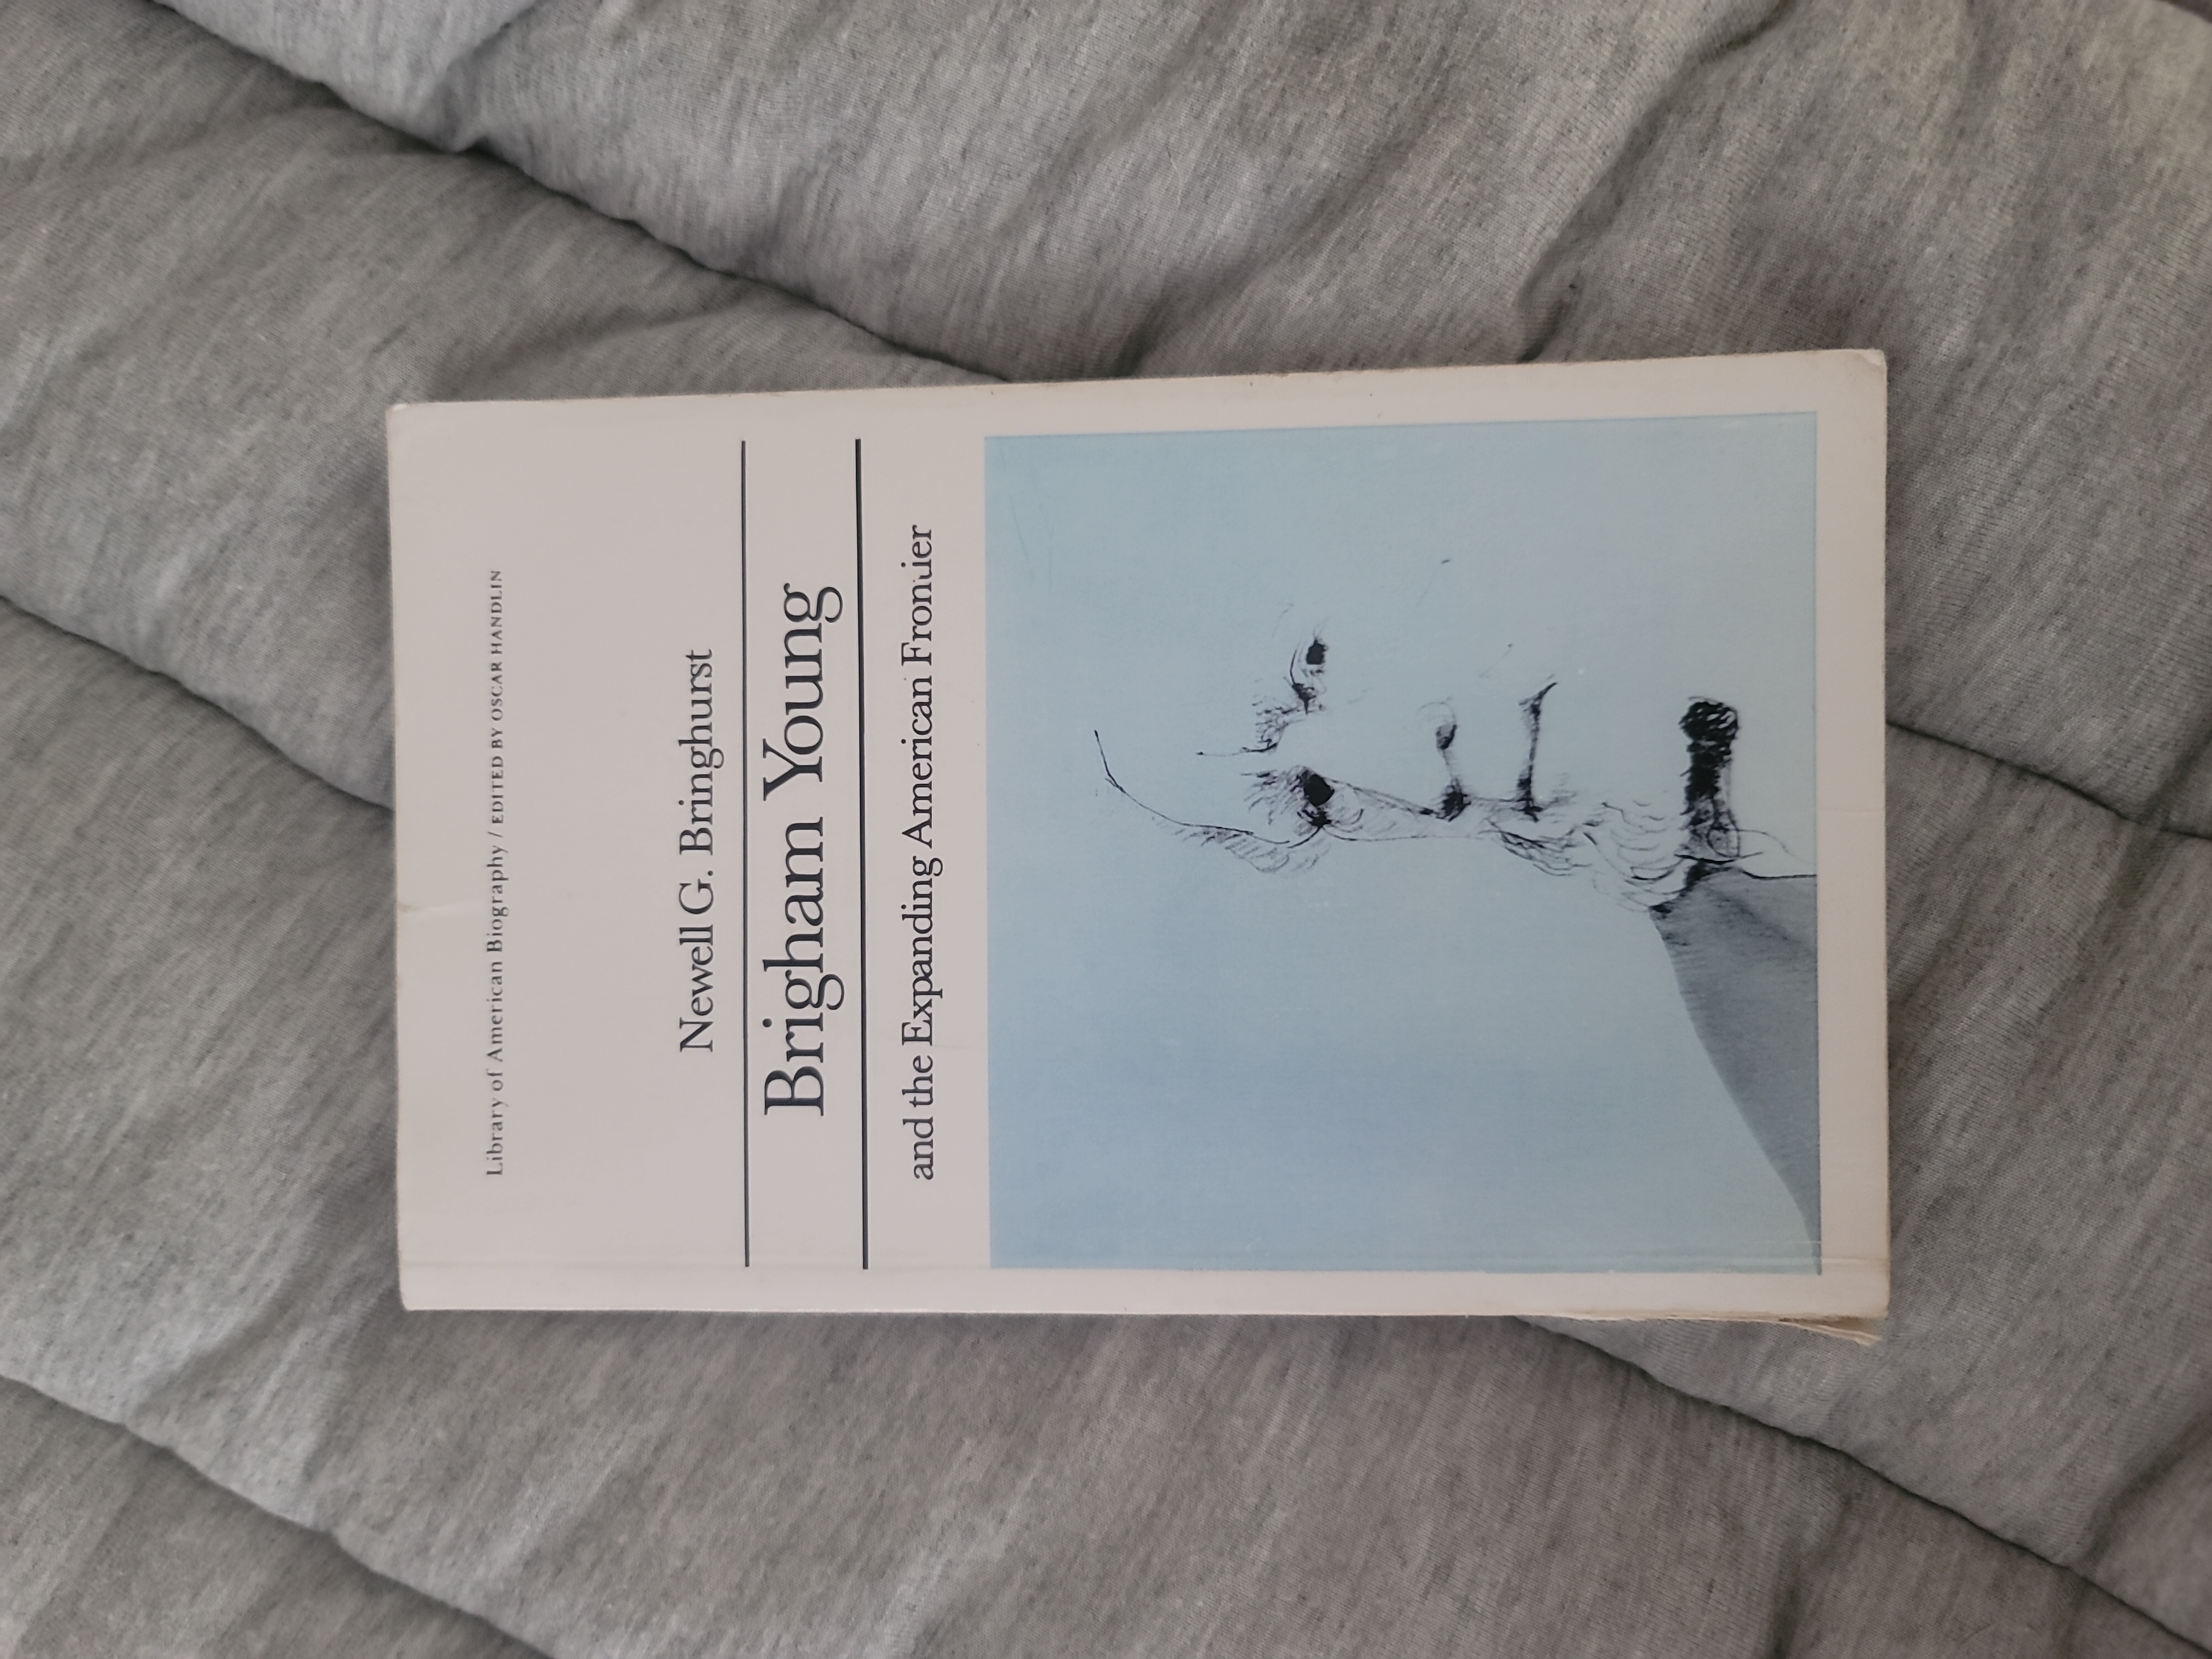 Library of American Biography / EDITED BY OSCAR HANDLIN
Newell G. Bringhurst
Brigham Young
and the Expanding American Frontier